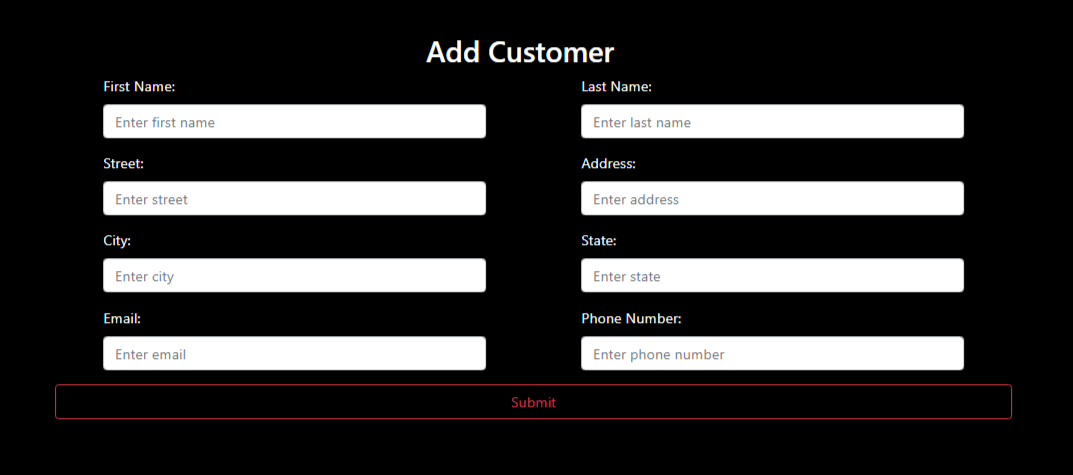 Add Customer
First Name: Last Name:
Enter first name Enter last name
Street: Address:
Enter street Enter address
City: State:
Enter city Enter state
Email: Phone Number:
Enter email Enter phone number
Submit